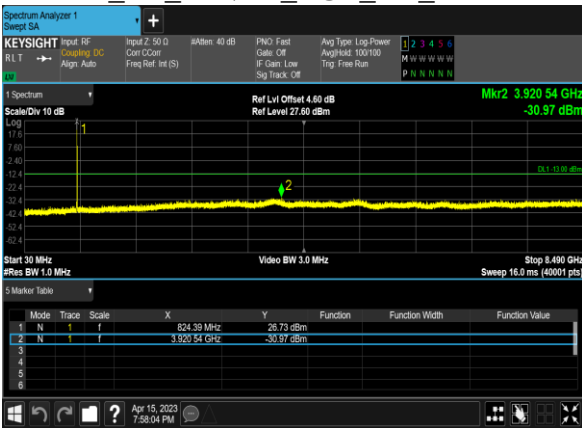 Spectrum Analyzer 1
Swept SA
KEYSIGHT Input: RF Input Z: 50 Ω #Atten: 40 dB PNO: Fast Avg Type: Log-Power 1 2 3 4 5 6
RLT Coupling: DC Corr CCorr Gate: Off Avg|Hold: 100/100 M W W W W W
Align: Auto Freq Ref: Int (S) IF Gain: Low Trig: Free Run
LV Sig Track: Off P N N N N N
1 Spectrum Ref Lvl Offset 4.60 dB Mkr2 3.920 54 GHz
Scale/Div 10 dB Ref Level 27.60 dBm -30.97 dBm
Log
17.6
1
7.60
-2.40
-12.4 DL1 -13.00 dBm
-22.4
2
-32.4
-42.4
-52.4
-62.4
Start 30 MHz Video BW 3.0 MHz Stop 8.490 GHz
#Res BW 1.0 MHz Sweep 16.0 ms (40001 pts)
5 Marker Table
Mode Trace Scale X Y Function Function Width Function Value
1 N 1 f 824.39 MHz 26.73 dBm
2 N 1 f 3.920 54 GHz -30.97 dBm
3
4
5
6
? Apr 15, 2023
7:58:04 PM